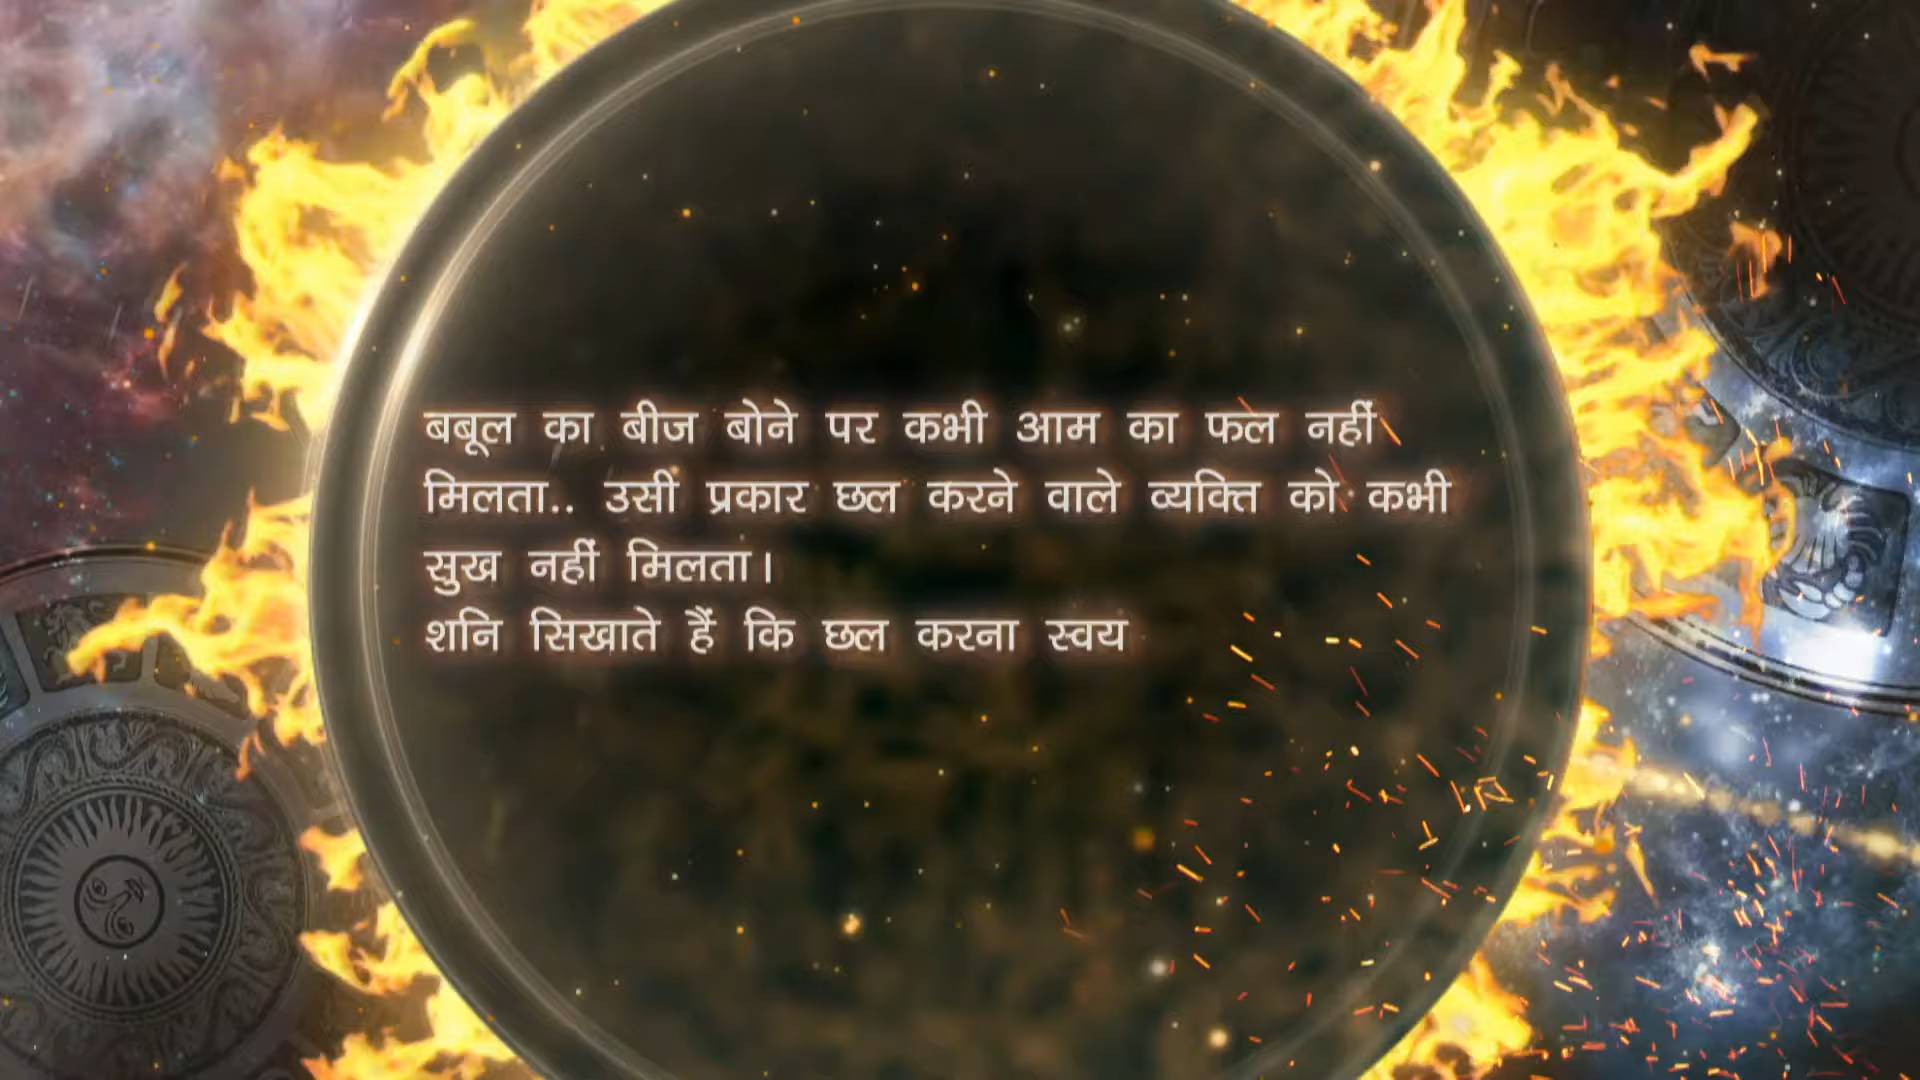 बबूल का बीज बोने पर कभी आम का फल नहीं
मिलता.. उसी प्रकार छल करने वाले व्यक्ति को कभी
सुख नहीं मिलता।
शनि सिखाते हैं कि छल करना स्वय